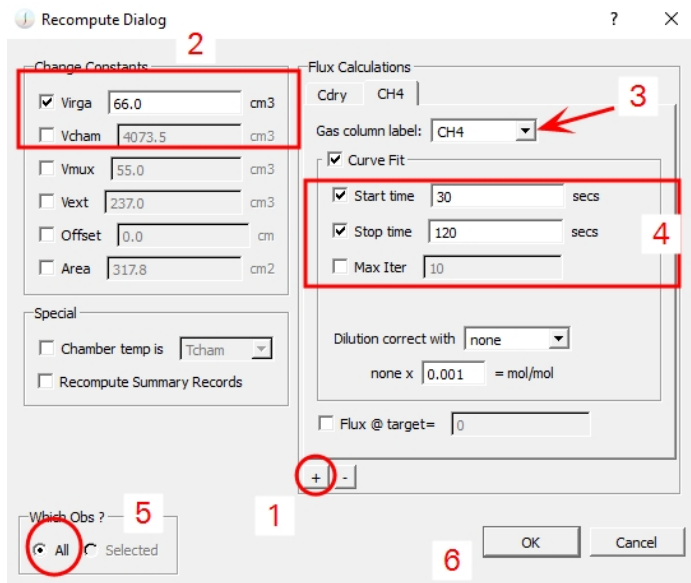 Recompute Dialog
?
2
Change Constants
Virga 66.0 cm3
Vcham 4073.5 cm3
Vmux 55.0 cm3
Vext 237.0 cm3
Offset 0.0 cm
Area 317.8 cm2
Special
Chamber temp is Tcham
Recompute Summary Records
Flux Calculations
Cdry CH4
3
Gas column label: CH4
Curve Fit
Start time 30 secs
Stop time 120 secs
4
Max Iter 10
Dilution correct with none
none x 0.001 = mol/mol
Flux @ target= 0
+ -
1
Which Obs ?
5
All Selected
6
OK Cancel